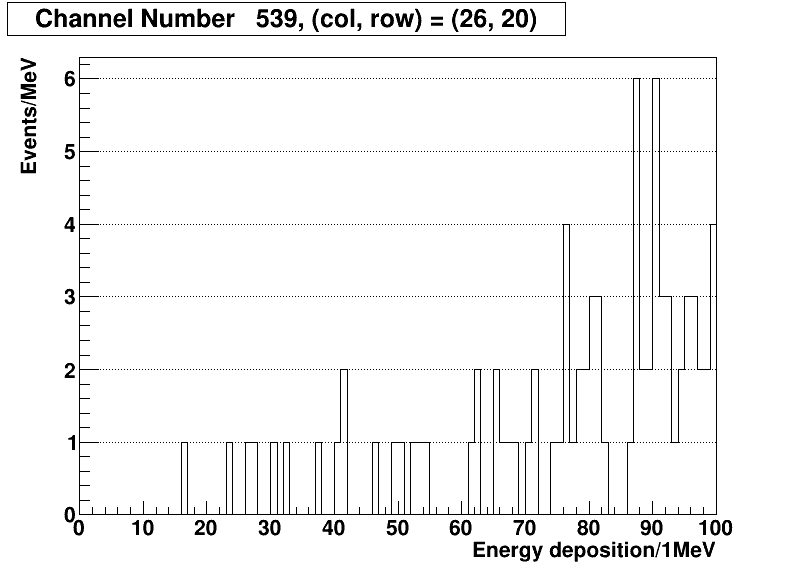 Channel Number 539, (col, row) = (26, 20)
Events/MeV
6
5
4
3
2
1
0
0 10 20 30 40 50 60 70 80 90 100
Energy deposition/1MeV